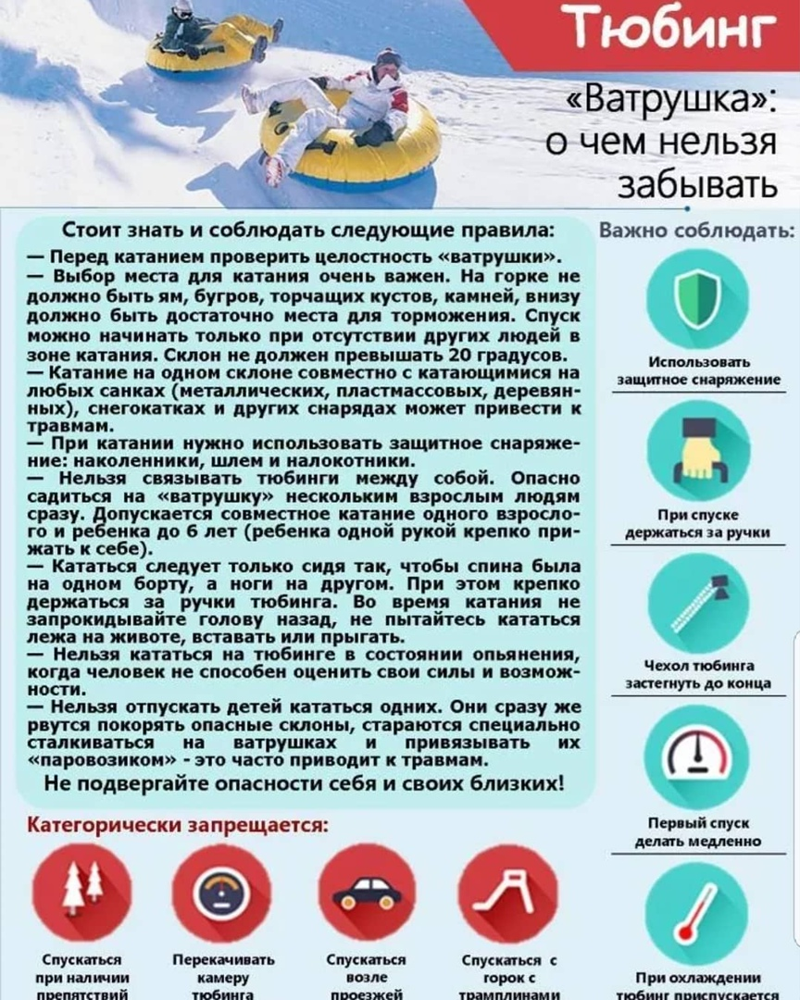 Тюбинг
«Ватрушка»:
о чем нельзя
забывать
Стоит знать и соблюдать следующие правила:
— Перед катанием проверить целостность «ватрушки».
— Выбор места для катания очень важен. На горке не
должно быть ям, бугров, торчащих кустов, камней, внизу
должно быть достаточно места для торможения. Спуск
можно начинать только при отсутствии других людей в
зоне катания. Склон не должен превышать 20 градусов.
— Катание на одном склоне совместно с катающимися на
любых санках (металлических, пластмассовых, деревян-
ных), снегокатках и других снарядах может привести к
травмам.
— При катании нужно использовать защитное снаряже-
ние: наколенники, шлем и налокотники.
— Нельзя связывать тюбинги между собой. Опасно
садиться на «ватрушку» нескольким взрослым людям
сразу. Допускается совместное катание одного взросло-
го и ребенка до 6 лет (ребенка одной рукой крепко при-
жать к себе).
— Кататься следует только сидя так, чтобы спина была
на одном борту, а ноги на другом. При этом крепко
держаться за ручки тюбинга. Во время катания не
запрокидывайте голову назад, не пытайтесь кататься
лежа на животе, вставать или прыгать.
— Нельзя кататься на тюбинге в состоянии опьянения,
когда человек не способен оценить свои силы и возмож-
ности.
— Нельзя отпускать детей кататься одних. Они сразу же
рвутся покорять опасные склоны, стараются специально
сталкиваться на ватрушках и привязывать их
«паровозиком» - это часто приводит к травмам.
Не подвергайте опасности себя и своих близких!
Важно соблюдать:
Использовать
защитное снаряжение
При спуске
держаться за ручки
Чехол тюбинга
застегнуть до конца
Первый спуск
делать медленно
При охлаждении
тюбинг приспускается
Категорически запрещается:
Спускаться
при наличии
препятствий
Перекачивать
камеру
тюбинга
Спускаться
возле
проезжей
Спускаться с
горок с
трамплинами